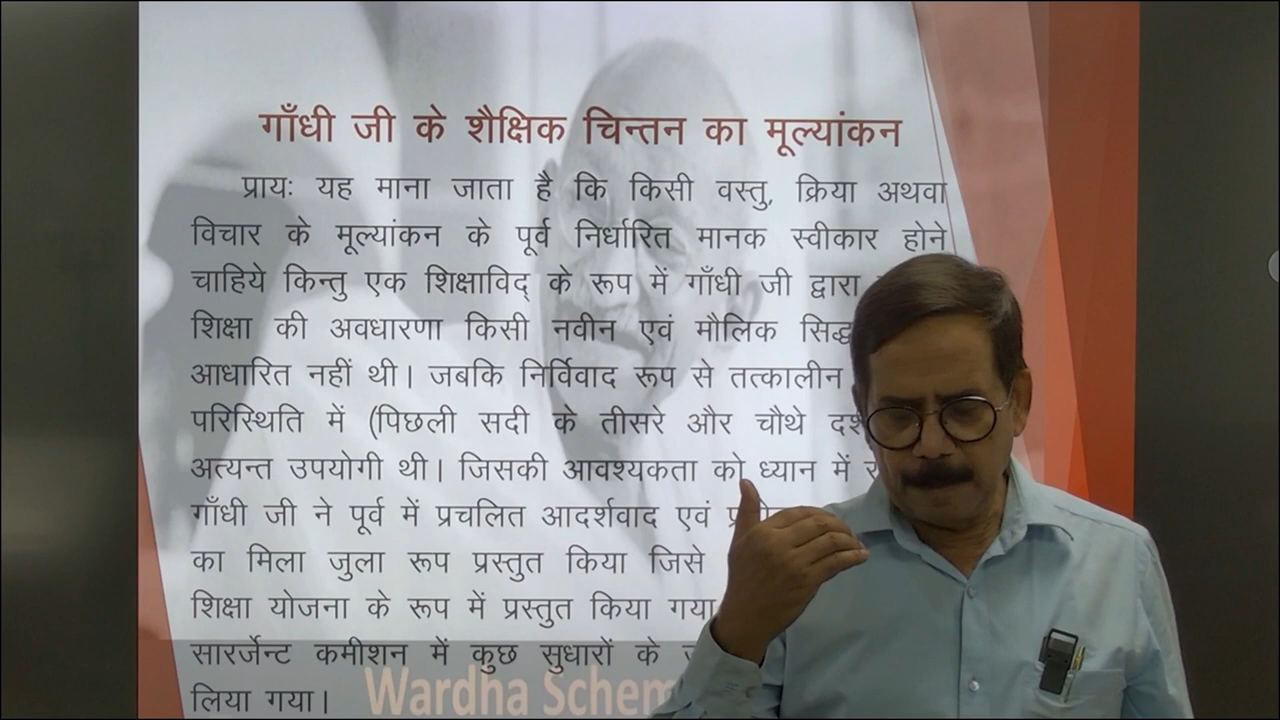 गाँधी जी के शैक्षिक चिन्तन का मूल्यांकन
प्रायः यह माना जाता है कि किसी वस्तु, क्रिया अथवा
विचार के मूल्यांकन के पूर्व निर्धारित मानक स्वीकार होने
चाहिये किन्तु एक शिक्षाविद् के रूप में गाँधी जी द्वारा
शिक्षा की अवधारणा किसी नवीन एवं मौलिक
आधारित नहीं थी। जबकि निर्विवाद रूप से तत्कालीन
परिस्थिति में (पिछली सदी के तीसरे और चौथे
अत्यन्त उपयोगी थी। जिसकी आवश्यकता को ध्यान में
गाँधी जी ने पूर्व में प्रचलित आदर्शवाद एवं
का मिला जुला रूप प्रस्तुत किया जिसे
शिक्षा योजना के रूप में प्रस्तुत किया गया
सारर्जेन्ट कमीशन में कुछ सुधारों के
लिया गया।
Wardha